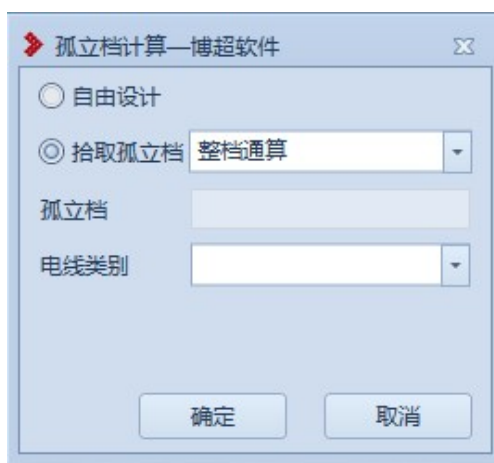 孤立档计算—博超软件
自由设计
拾取孤立档 整档通算
孤立档
电线类别
确定 取消